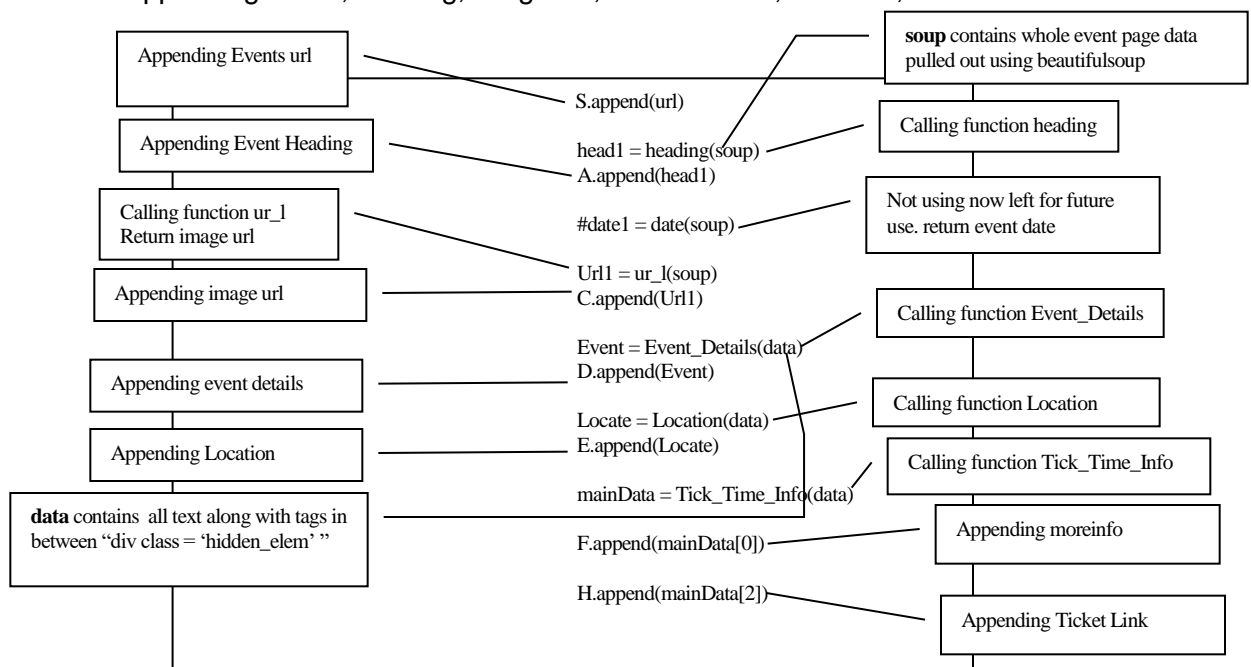 Appending Events url
Appending Event Heading
Calling function ur_l
Return image url
Appending image url
Appending event details
Appending Location
data contains all text along with tags in
between “div class = ‘hidden_elem’ ”
S.append(url)
head1 = heading(soup)
A.append(head1)
#date1 = date(soup)
Url1 = ur_l(soup)
C.append(Url1)
Event = Event_Details(data)
D.append(Event)
Locate = Location(data)
E.append(Locate)
mainData = Tick_Time_Info(data)
F.append(mainData[0])
H.append(mainData[2])
soup contains whole event page data
pulled out using beautifulsoup
Calling function heading
Not using now left for future
use. return event date
Calling function Event_Details
Calling function Location
Calling function Tick_Time_Info
Appending moreinfo
Appending Ticket Link